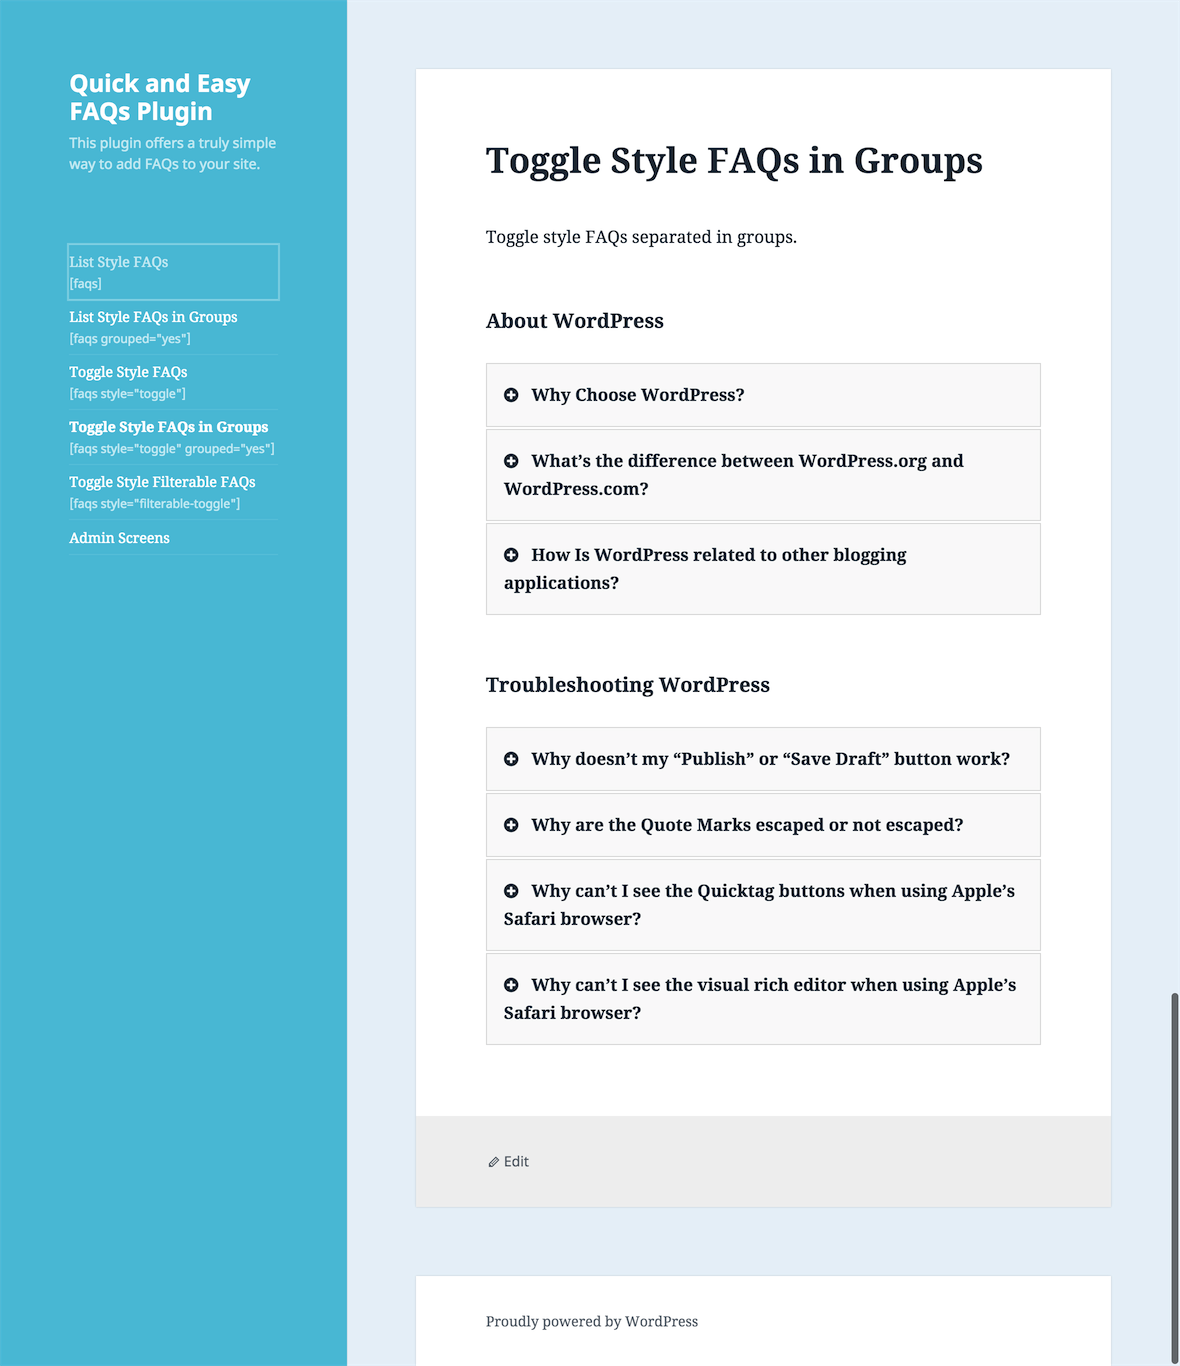 Quick and Easy
FAQs Plugin
This plugin offers a truly simple
way to add FAQs to your site.
List Style FAQs
[faqs]
List Style FAQs in Groups
[faqs grouped="yes"]
Toggle Style FAQs
[faqs style="toggle"]
Toggle Style FAQs in Groups
[faqs style="toggle" grouped="yes"]
Toggle Style Filterable FAQs
[faqs style="filterable-toggle"]
Admin Screens
Toggle Style FAQs in Groups
Toggle style FAQs separated in groups.
About WordPress
Why Choose WordPress?
What’s the difference between WordPress.org and
WordPress.com?
How Is WordPress related to other blogging
applications?
Troubleshooting WordPress
Why doesn’t my “Publish” or “Save Draft” button work?
Why are the Quote Marks escaped or not escaped?
Why can’t I see the Quicktag buttons when using Apple’s
Safari browser?
Why can’t I see the visual rich editor when using Apple’s
Safari browser?
Edit
Proudly powered by WordPress